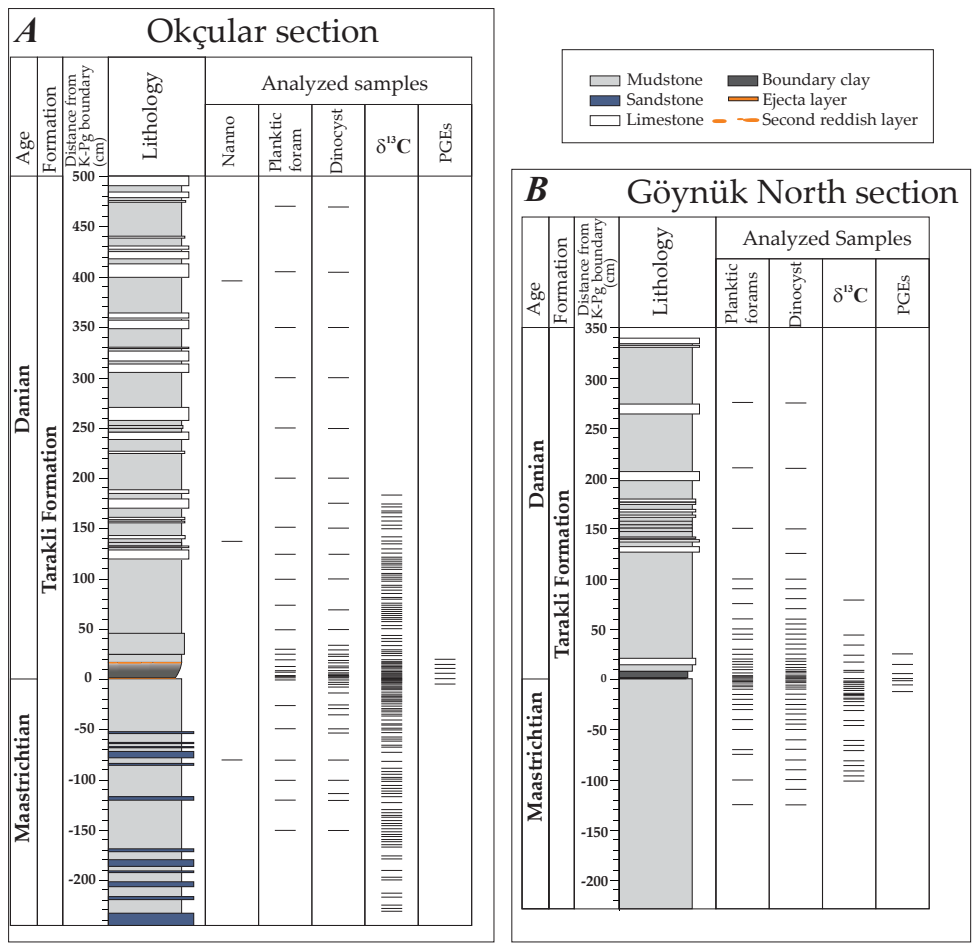 A Okçular section
Age
Formation
Distance from
K-Pg boundary
(cm)
Lithology
Analyzed samples
Nanno
Planktic
foram
Dinocyst
δ¹³C
PGEs
500
450
400
350
300
250
200
150
100
50
0
-50
-100
-150
-200
Danian
Maastrichtian
Tarakli Formation
Mudstone
Sandstone
Limestone
Boundary clay
Ejecta layer
Second reddish layer
B Göynük North section
Age
Formation
Distance from
K-Pg boundary
(cm)
Lithology
Analyzed Samples
Planktic
forams
Dinocyst
δ¹³C
PGEs
350
300
250
200
150
100
50
0
-50
-100
-150
-200
Danian
Maastrichtian
Tarakli Formation